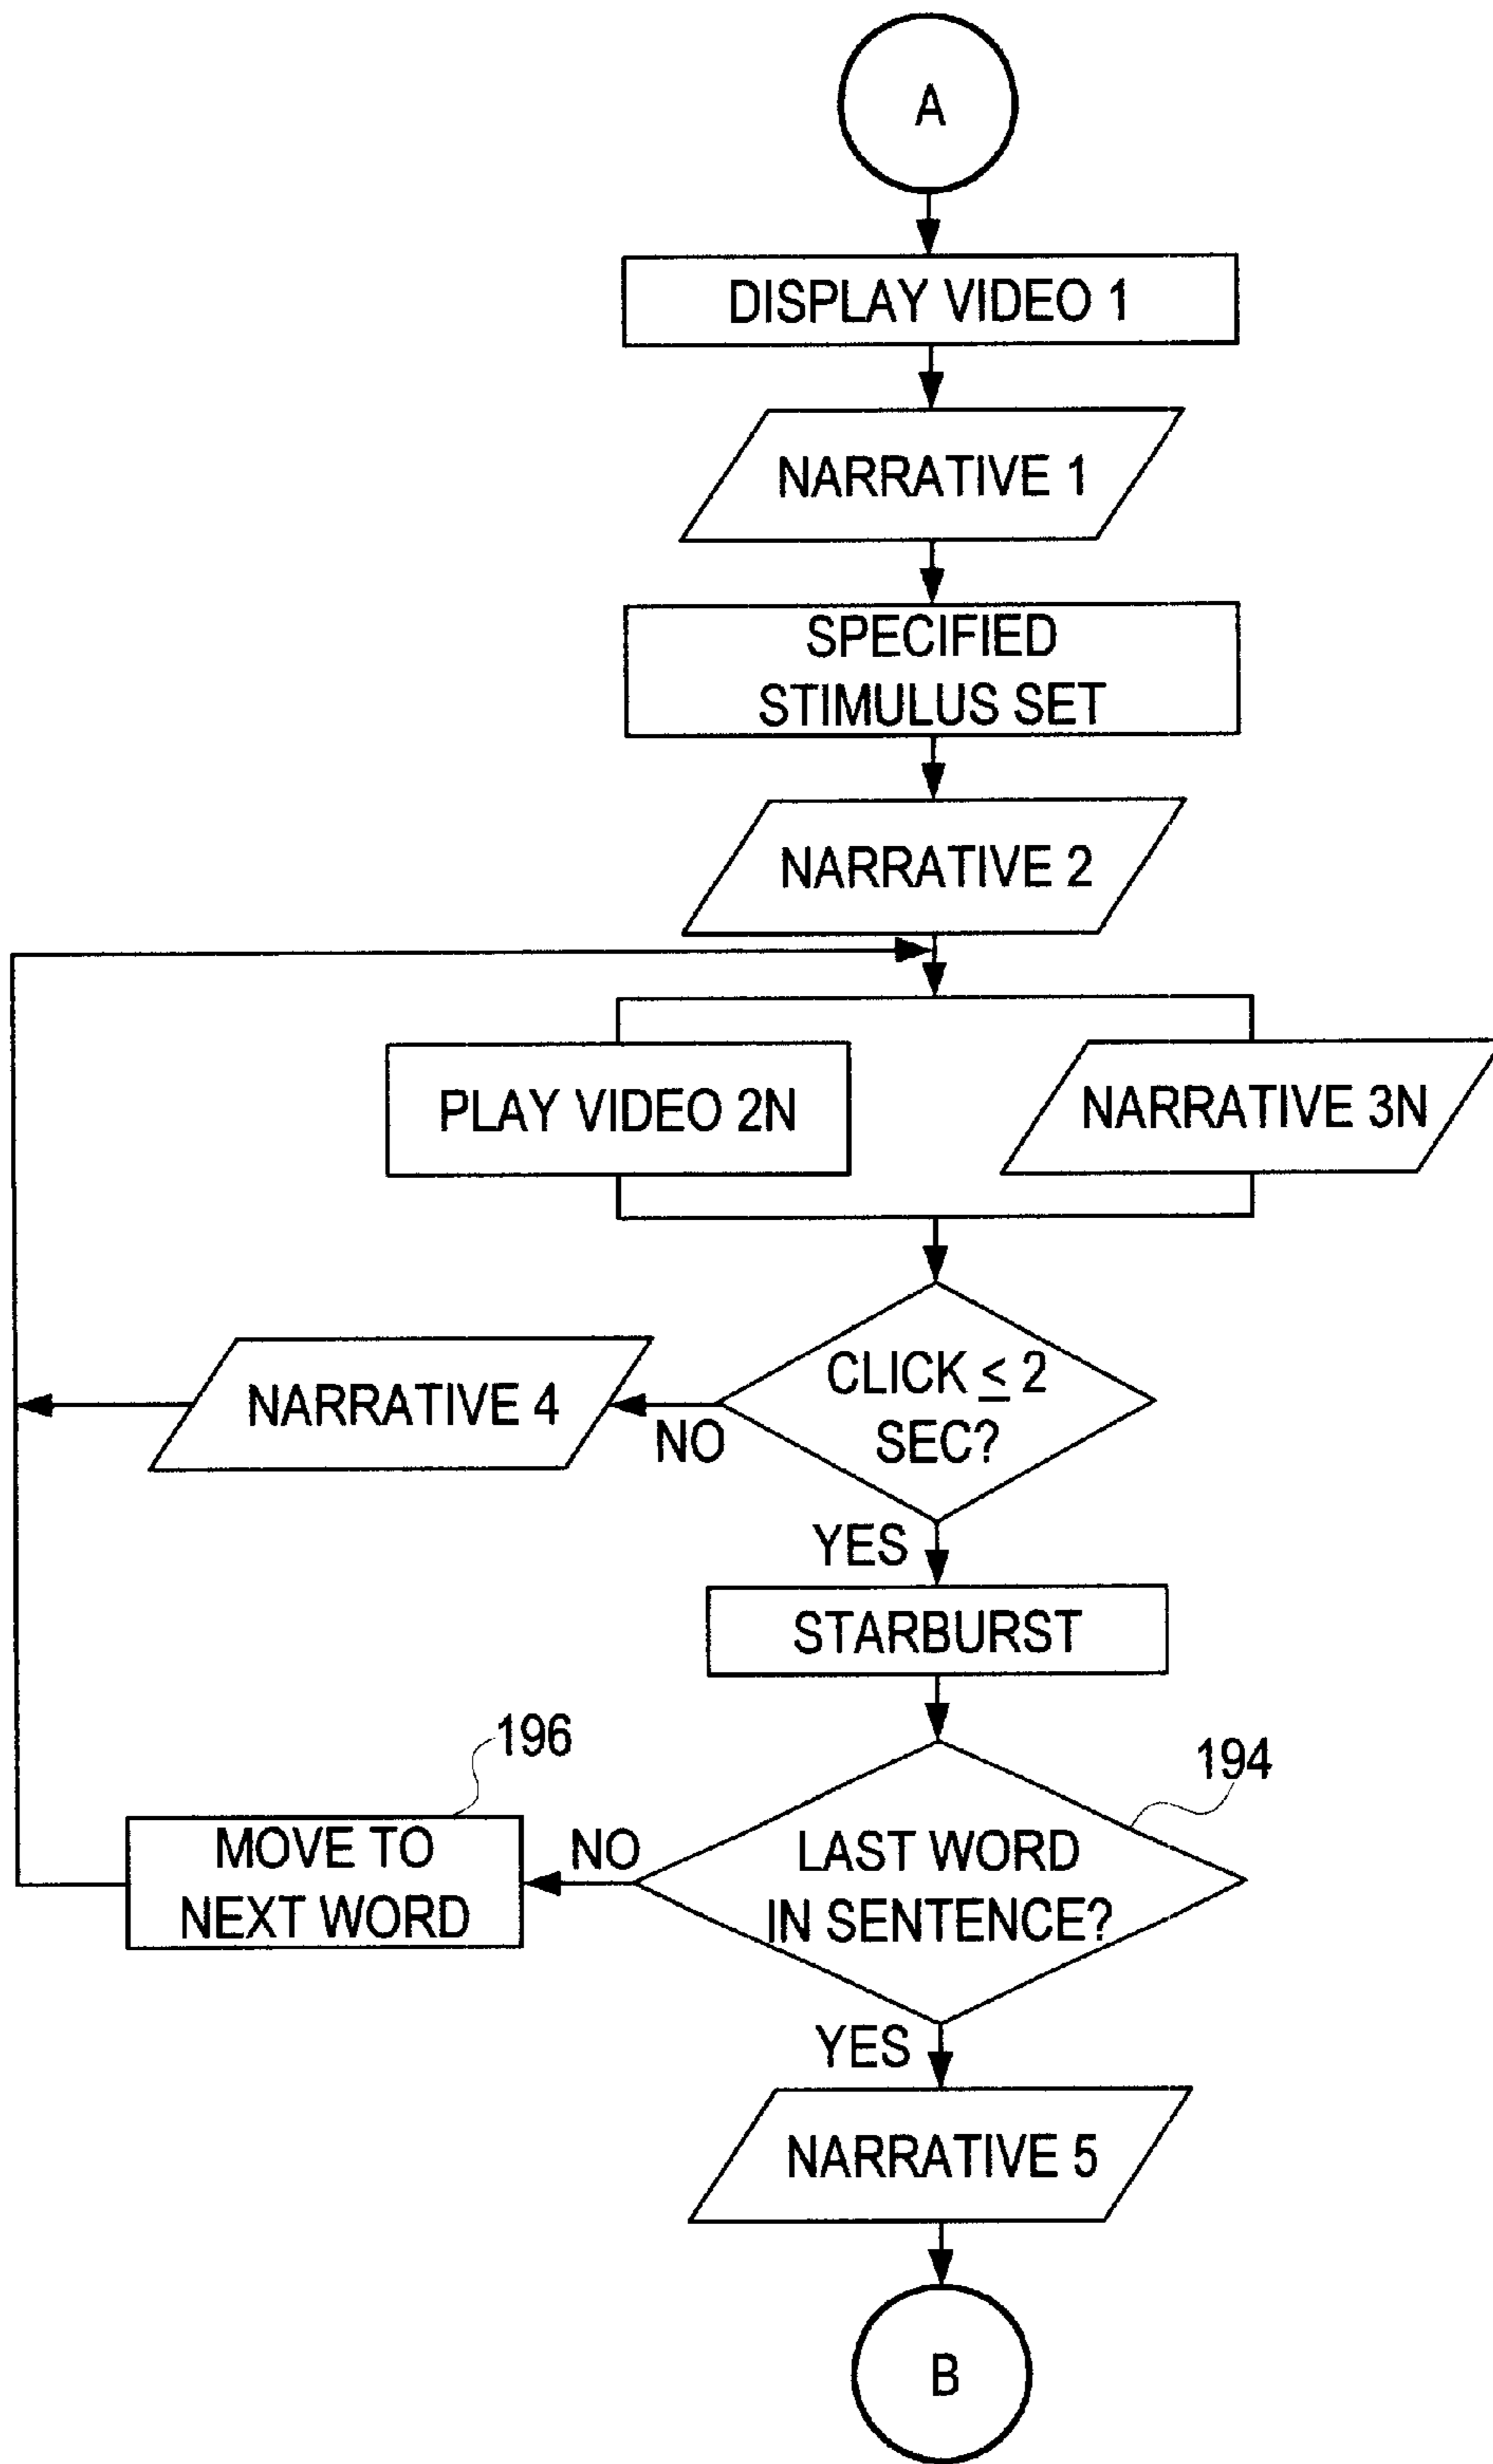 A
DISPLAY VIDEO 1
NARRATIVE 1
SPECIFIED
STIMULUS SET
NARRATIVE 2
PLAY VIDEO 2N
NARRATIVE 3N
CLICK ≤ 2
SEC?
NO
NARRATIVE 4
YES
STARBURST
196
194
LAST WORD
IN SENTENCE?
NO
MOVE TO
NEXT WORD
YES
NARRATIVE 5
B